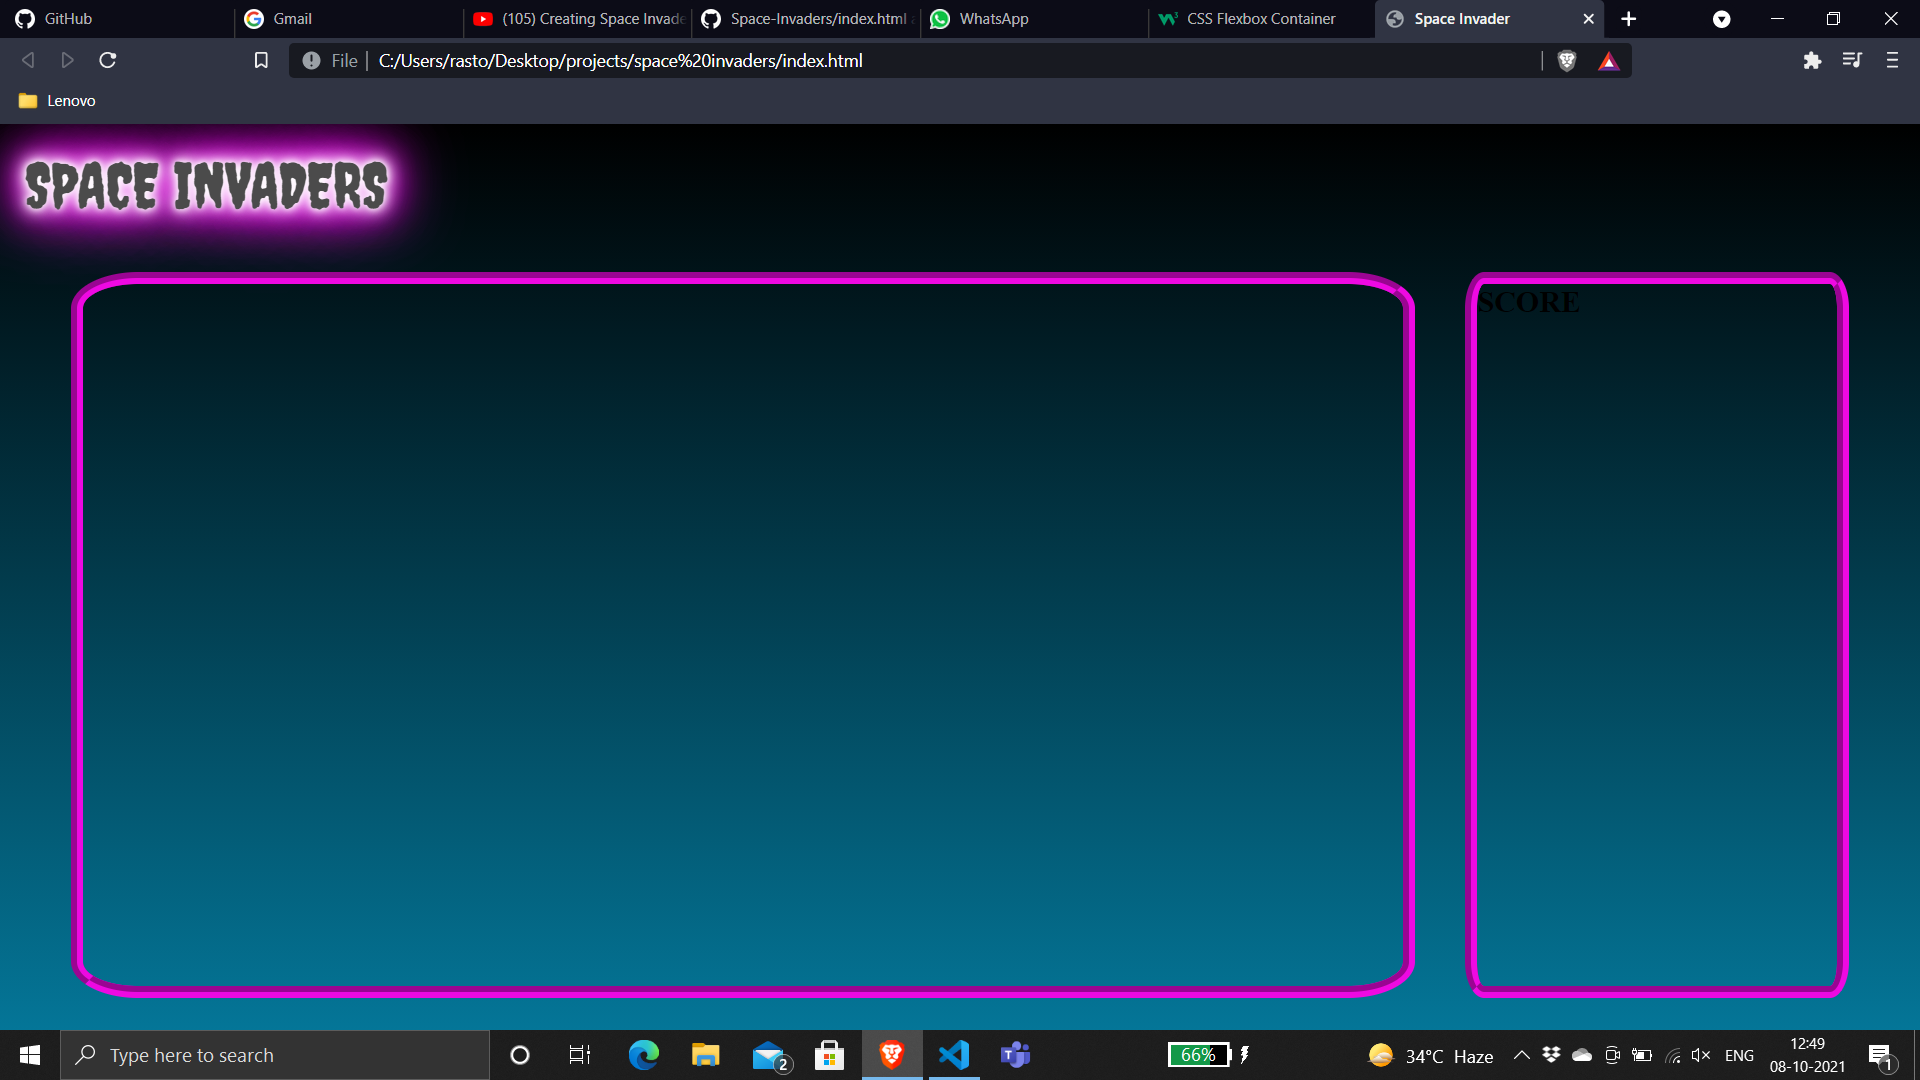 GitHub
Gmail
(105) Creating Space Invade
Space-Invaders/index.html
WhatsApp
CSS Flexbox Container
Space Invader
File
C:/Users/rasto/Desktop/projects/space%20invaders/index.html
Lenovo
SPACE INVADERS
SCORE
Type here to search
2
66%
34°C Haze
ENG
12:49
08-10-2021
1